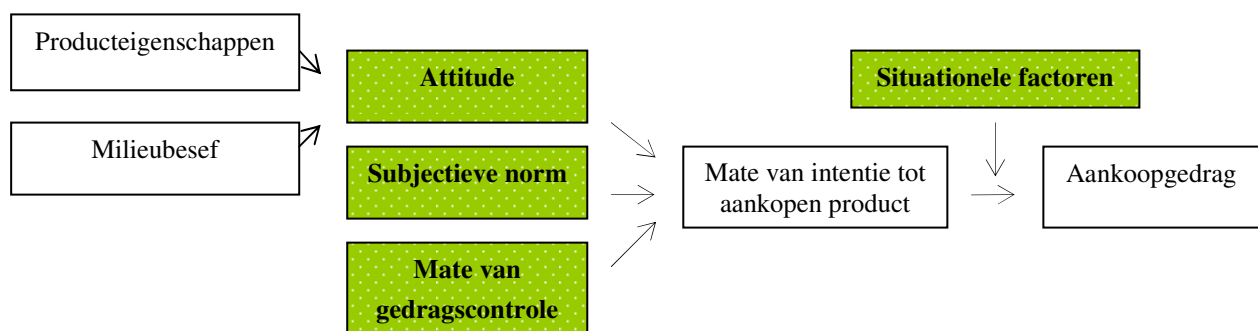 Producteigenschappen
Milieubesef
Attitude
Subjectieve norm
Mate van
gedragscontrole
Mate van intentie tot
aankopen product
Situationele factoren
Aankoopgedrag